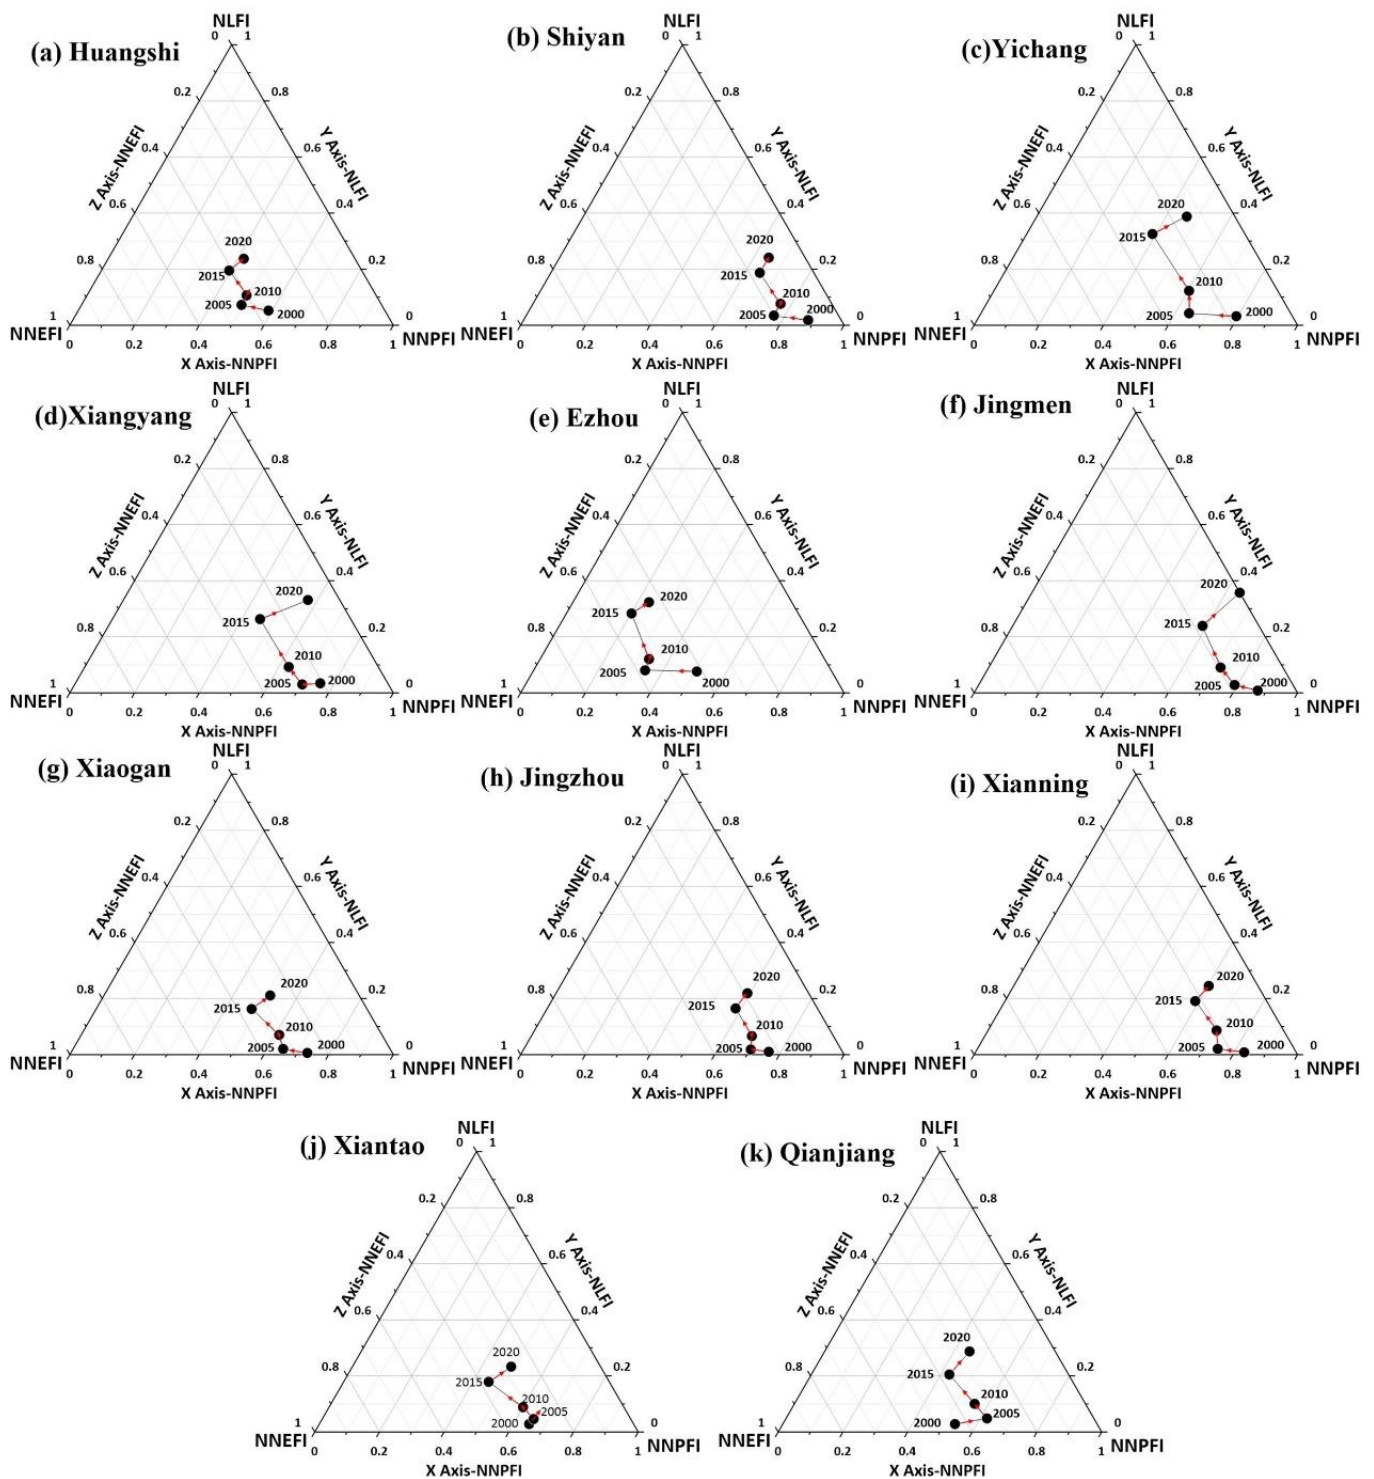 NLFI
0 1
(a) Huangshi
0.2 0.8
Z Axis-NNEFI
Y Axis-NLFI
0.4 0.6
0.6 0.4
2020
0.8 0.2
2015
2010
2005
2000
1 0
NNEFI NNPFI
0 0.2 0.4 0.6 0.8 1
X Axis-NNPFI
NLFI
0 1
(b) Shiyan
0.2 0.8
Z Axis-NNEFI
Y Axis-NLFI
0.4 0.6
0.6 0.4
2020
0.8 0.2
2015
2010
2005 2000
1 0
NNEFI NNPFI
0 0.2 0.4 0.6 0.8 1
X Axis-NNPFI
NLFI
0 1
(c)Yichang
0.2 0.8
Z Axis-NNEFI
Y Axis-NLFI
0.4 0.6
0.6 0.4
2020
2015
0.8 0.2
2010
2005 2000
1 0
NNEFI NNPFI
0 0.2 0.4 0.6 0.8 1
X Axis-NNPFI
NLFI
0 1
(d)Xiangyang
0.2 0.8
Z Axis-NNEFI
Y Axis-NLFI
0.4 0.6
0.6 0.4
2020
2015
0.8 0.2
2010
2005 2000
1 0
NNEFI NNPFI
0 0.2 0.4 0.6 0.8 1
X Axis-NNPFI
NLFI
0 1
(e) Ezhou
0.2 0.8
Z Axis-NNEFI
Y Axis-NLFI
0.4 0.6
0.6 0.4
2020
2015
0.8 0.2
2010
2005
2000
1 0
NNEFI NNPFI
0 0.2 0.4 0.6 0.8 1
X Axis-NNPFI
NLFI
0 1
(f) Jingmen
0.2 0.8
Z Axis-NNEFI
Y Axis-NLFI
0.4 0.6
0.6 0.4
2020
2015
0.8 0.2
2010
2005 2000
1 0
NNEFI NNPFI
0 0.2 0.4 0.6 0.8 1
X Axis-NNPFI
NLFI
0 1
(g) Xiaogan
0.2 0.8
Z Axis-NNEFI
Y Axis-NLFI
0.4 0.6
0.6 0.4
2020
0.8 0.2
2015
2010
2005 2000
1 0
NNEFI NNPFI
0 0.2 0.4 0.6 0.8 1
X Axis-NNPFI
NLFI
0 1
(h) Jingzhou
0.2 0.8
Z Axis-NNEFI
Y Axis-NLFI
0.4 0.6
0.6 0.4
2020
0.8 0.2
2015
2010
2005 2000
1 0
NNEFI NNPFI
0 0.2 0.4 0.6 0.8 1
X Axis-NNPFI
NLFI
0 1
(i) Xianning
0.2 0.8
Z Axis-NNEFI
Y Axis-NLFI
0.4 0.6
0.6 0.4
2020
0.8 0.2
2015
2010
2005 2000
1 0
NNEFI NNPFI
0 0.2 0.4 0.6 0.8 1
X Axis-NNPFI
NLFI
0 1
(j) Xiantao
0.2 0.8
Z Axis-NNEFI
Y Axis-NLFI
0.4 0.6
0.6 0.4
2020
0.8 0.2
2015
2010
2005
2000
1 0
NNEFI NNPFI
0 0.2 0.4 0.6 0.8 1
X Axis-NNPFI
NLFI
0 1
(k) Qianjiang
0.2 0.8
Z Axis-NNEFI
Y Axis-NLFI
0.4 0.6
0.6 0.4
2020
0.8 0.2
2015
2010
2005
2000
1 0
NNEFI NNPFI
0 0.2 0.4 0.6 0.8 1
X Axis-NNPFI